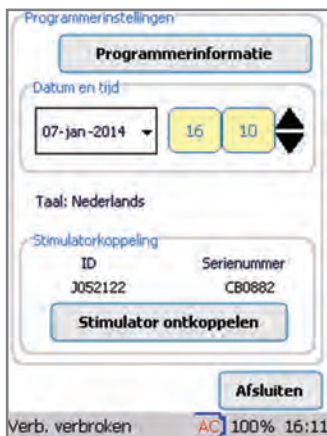 Programmerinstellingen
Programmerinformatie
Datum en tijd
07-jan-2014 16 10
Taal: Nederlands
Stimulatorkoppeling
ID Serienummer
J052122 CB0882
Stimulator ontkoppelen
Afsluiten
Verb. verbroken AC 100% 16:11